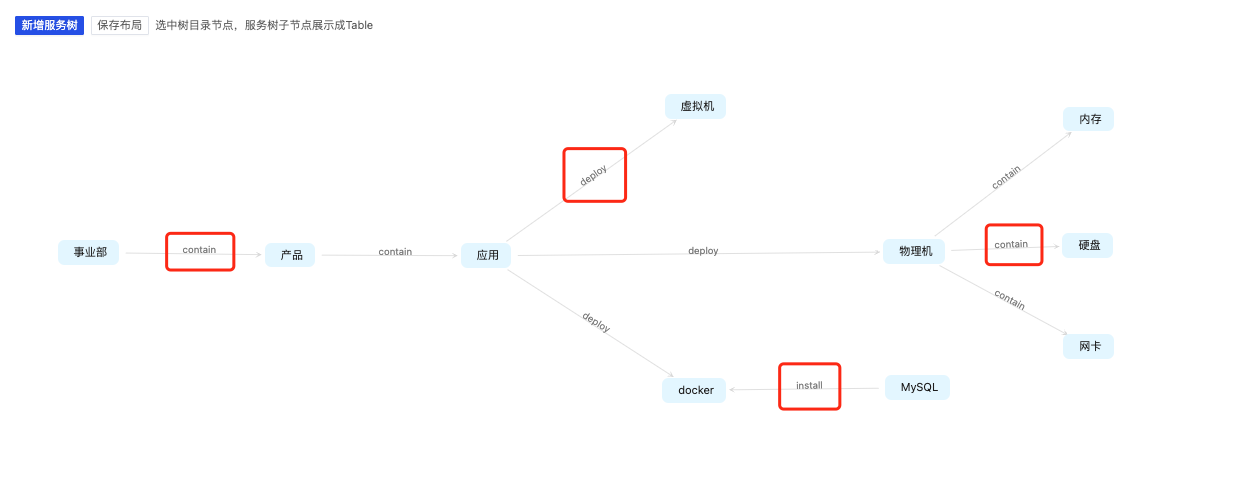 新增服务树 保存布局 选中树目录节点，服务树子节点展示成Table
虚拟机
内存
deploy
contain
事业部 contain 产品 contain 应用 deploy 物理机 contain 硬盘
contain
deploy
网卡
docker install MySQL